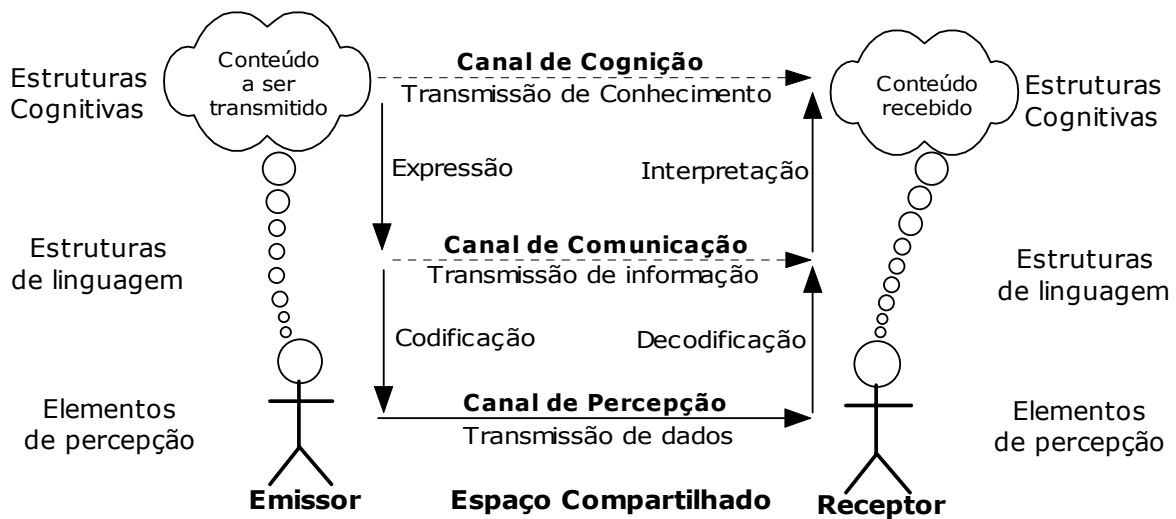 Conteúdo
a ser
transmitido
Estruturas
Cognitivas
Canal de Cognição
Transmissão de Conhecimento
Conteúdo
recebido
Estruturas
Cognitivas
Expressão
Interpretação
Estruturas
de linguagem
Canal de Comunicação
Transmissão de informação
Estruturas
de linguagem
Codificação
Decodificação
Elementos
de percepção
Canal de Percepção
Transmissão de dados
Elementos
de percepção
Emissor
Espaço Compartilhado
Receptor